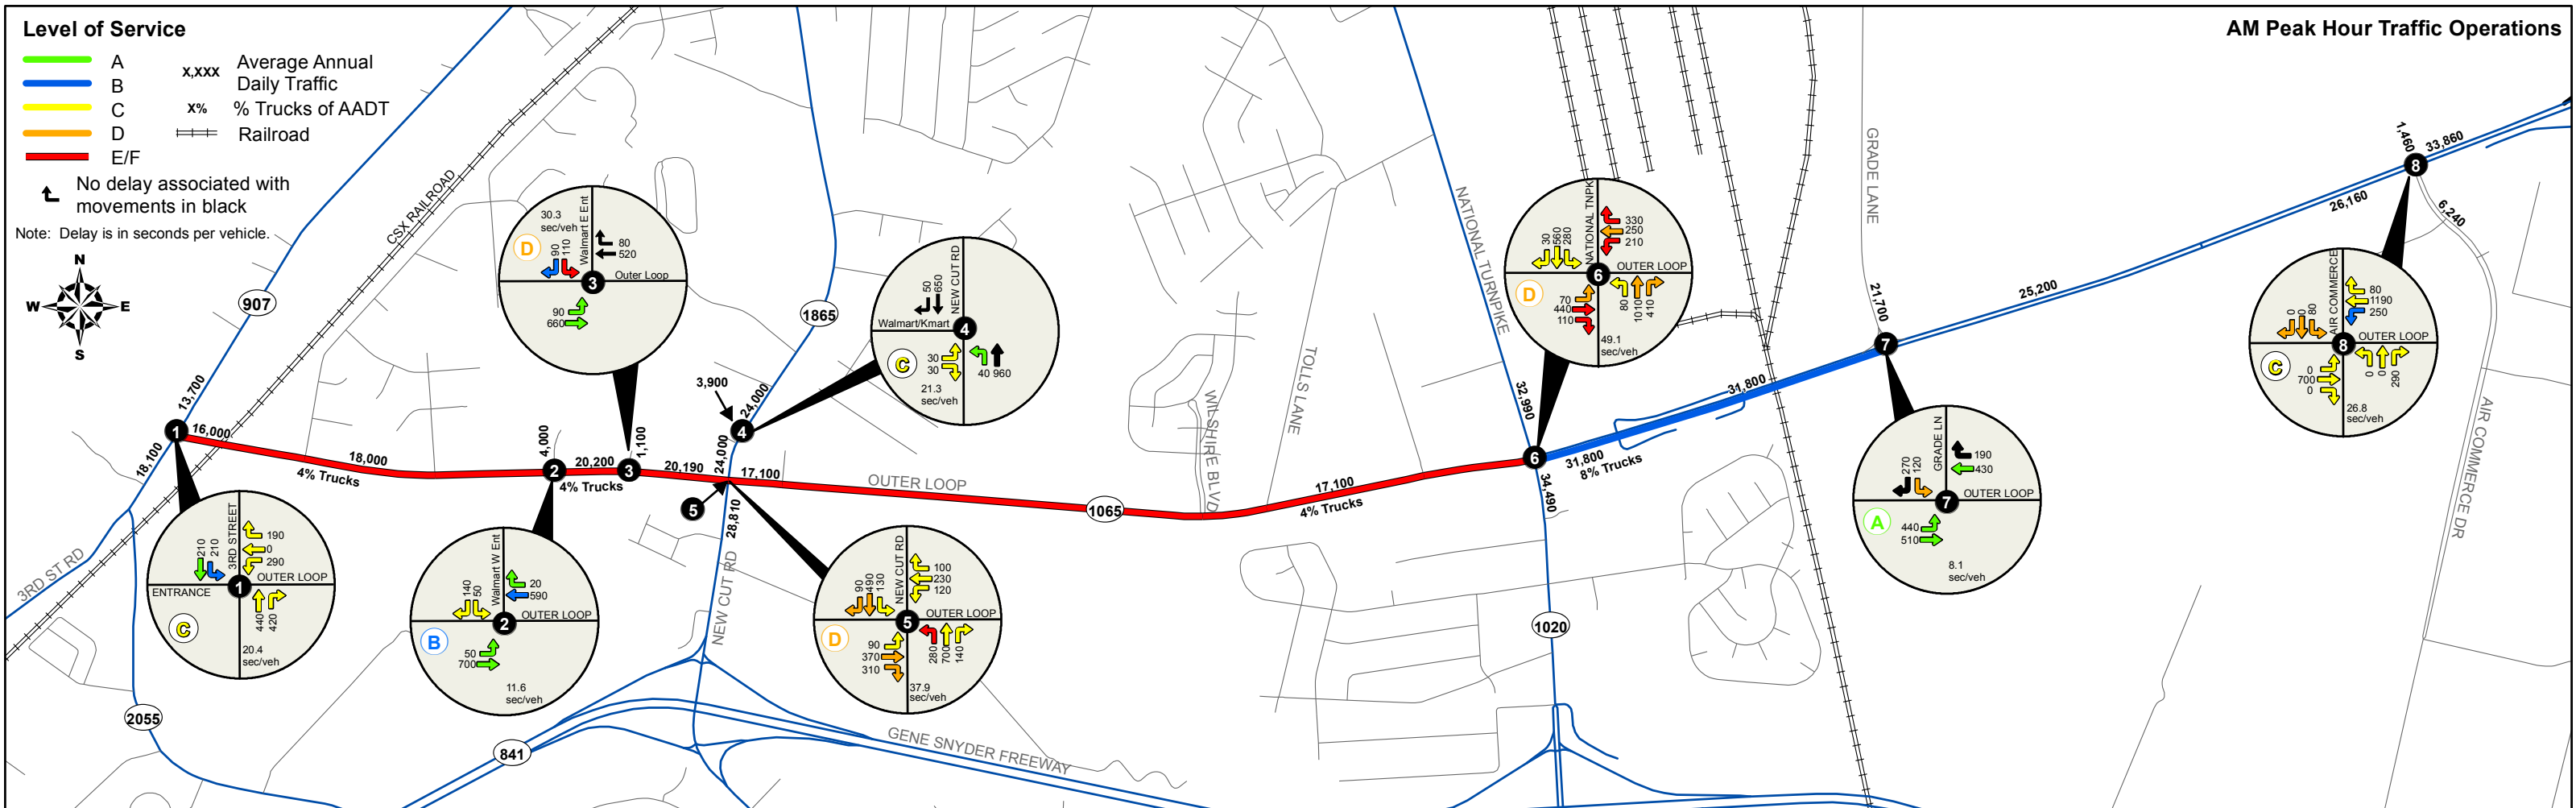 Level of Service
AM Peak Hour Traffic Operations
A
B
C
D
E/F
X,XXX
Average Annual
Daily Traffic
X%
% Trucks of AADT
Railroad
No delay associated with
movements in black
Note: Delay is in seconds per vehicle.
N
W E
S
907
CSX RAILROAD
13,700
1
16,000
18,100
3RD ST RD
2055
18,000
4% Trucks
4,000
2
20,200
4% Trucks
3
1,100
20,190
24,000
17,100
5
28,810
NEW CUT RD
3,900
4
24,000
1865
841
GENE SNYDER FREEWAY
OUTER LOOP
1065
WILSHIRE BLVD
TOLLS LANE
17,100
4% Trucks
NATIONAL TURNPIKE
32,990
6
34,490
1020
31,800
8% Trucks
31,800
GRADE LANE
21,700
7
25,200
26,160
1,460
33,860
8
6,240
AIR COMMERCE DR
3RD STREET
210
210
190
0
290
OUTER LOOP
ENTRANCE
1
440
420
C
20.4
sec/veh
Walmart W Ent
140
50
20
590
OUTER LOOP
2
B
50
700
11.6
sec/veh
30.3
sec/veh
D
Walmart E Ent
90
110
80
520
Outer Loop
3
90
660
NEW CUT RD
50
650
Walmart/Kmart
4
C
30
30
40 960
21.3
sec/veh
NEW CUT RD
90
490
130
100
230
120
OUTER LOOP
5
D
90
370
310
280
700
140
37.9
sec/veh
NATIONAL TNPK
30
560
280
330
250
210
OUTER LOOP
6
D
70
440
110
80
1010
410
49.1
sec/veh
GRADE LN
270
120
190
430
OUTER LOOP
7
A
440
510
8.1
sec/veh
AIR COMMERCE
0
0
80
80
1190
250
OUTER LOOP
8
C
0
700
0
0
0
290
26.8
sec/veh